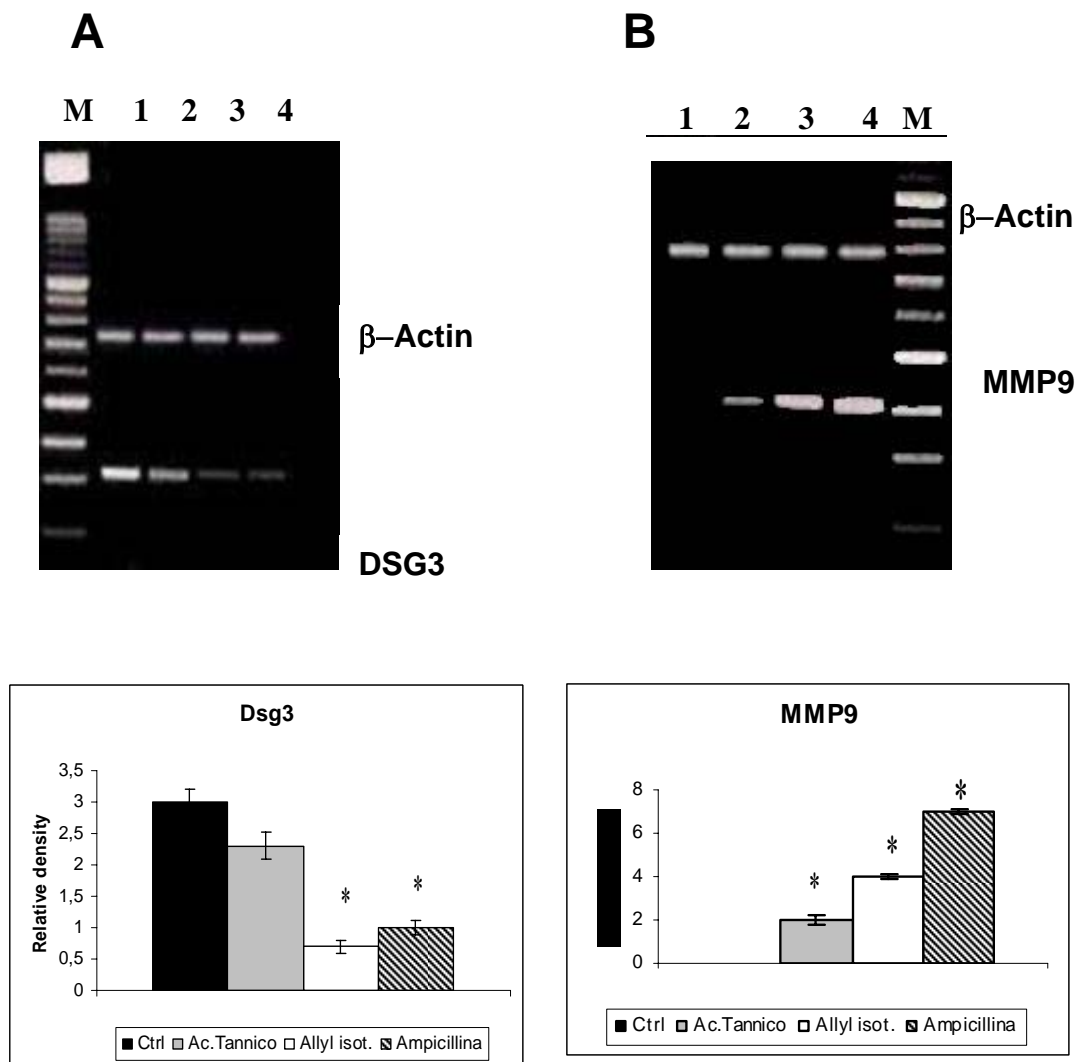 A
B
M 1 2 3 4
1 2 3 4 M
β–Actin
DSG3
β–Actin
MMP9
Dsg3
Relative density
3,5
3
2,5
2
1,5
1
0,5
0
* *
Ctrl Ac.Tannico Allyl isot. Ampicillina
MMP9
8
6
4
2
0
* * *
Ctrl Ac.Tannico Allyl isot. Ampicillina